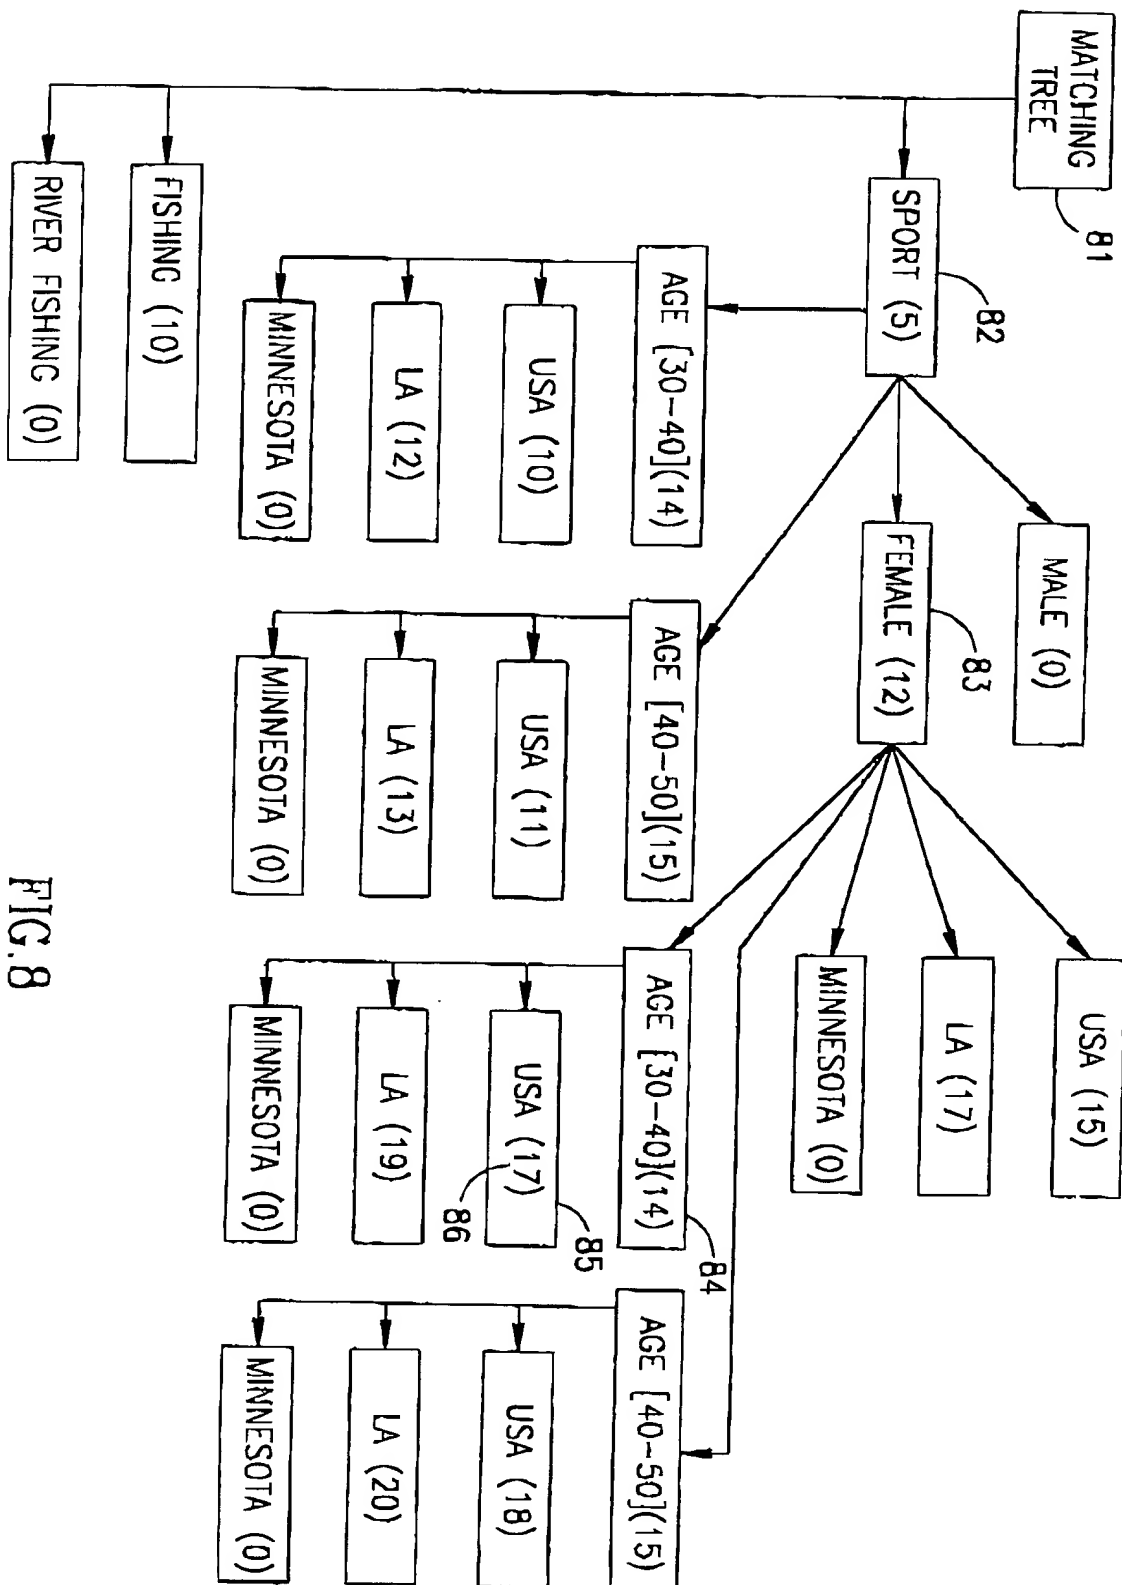 MATCHING
TREE
81
SPORT (5)
82
MALE (0)
FEMALE (12)
83
USA (15)
LA (17)
MINNESOTA (0)
AGE [30-40](14)
USA (10)
LA (12)
MINNESOTA (0)
AGE [40-50](15)
USA (11)
LA (13)
MINNESOTA (0)
AGE [30-40](14)
84
USA (17)
85
86
LA (19)
MINNESOTA (0)
AGE [40-50](15)
USA (18)
LA (20)
MINNESOTA (0)
FISHING (10)
RIVER FISHING (0)
FIG.8